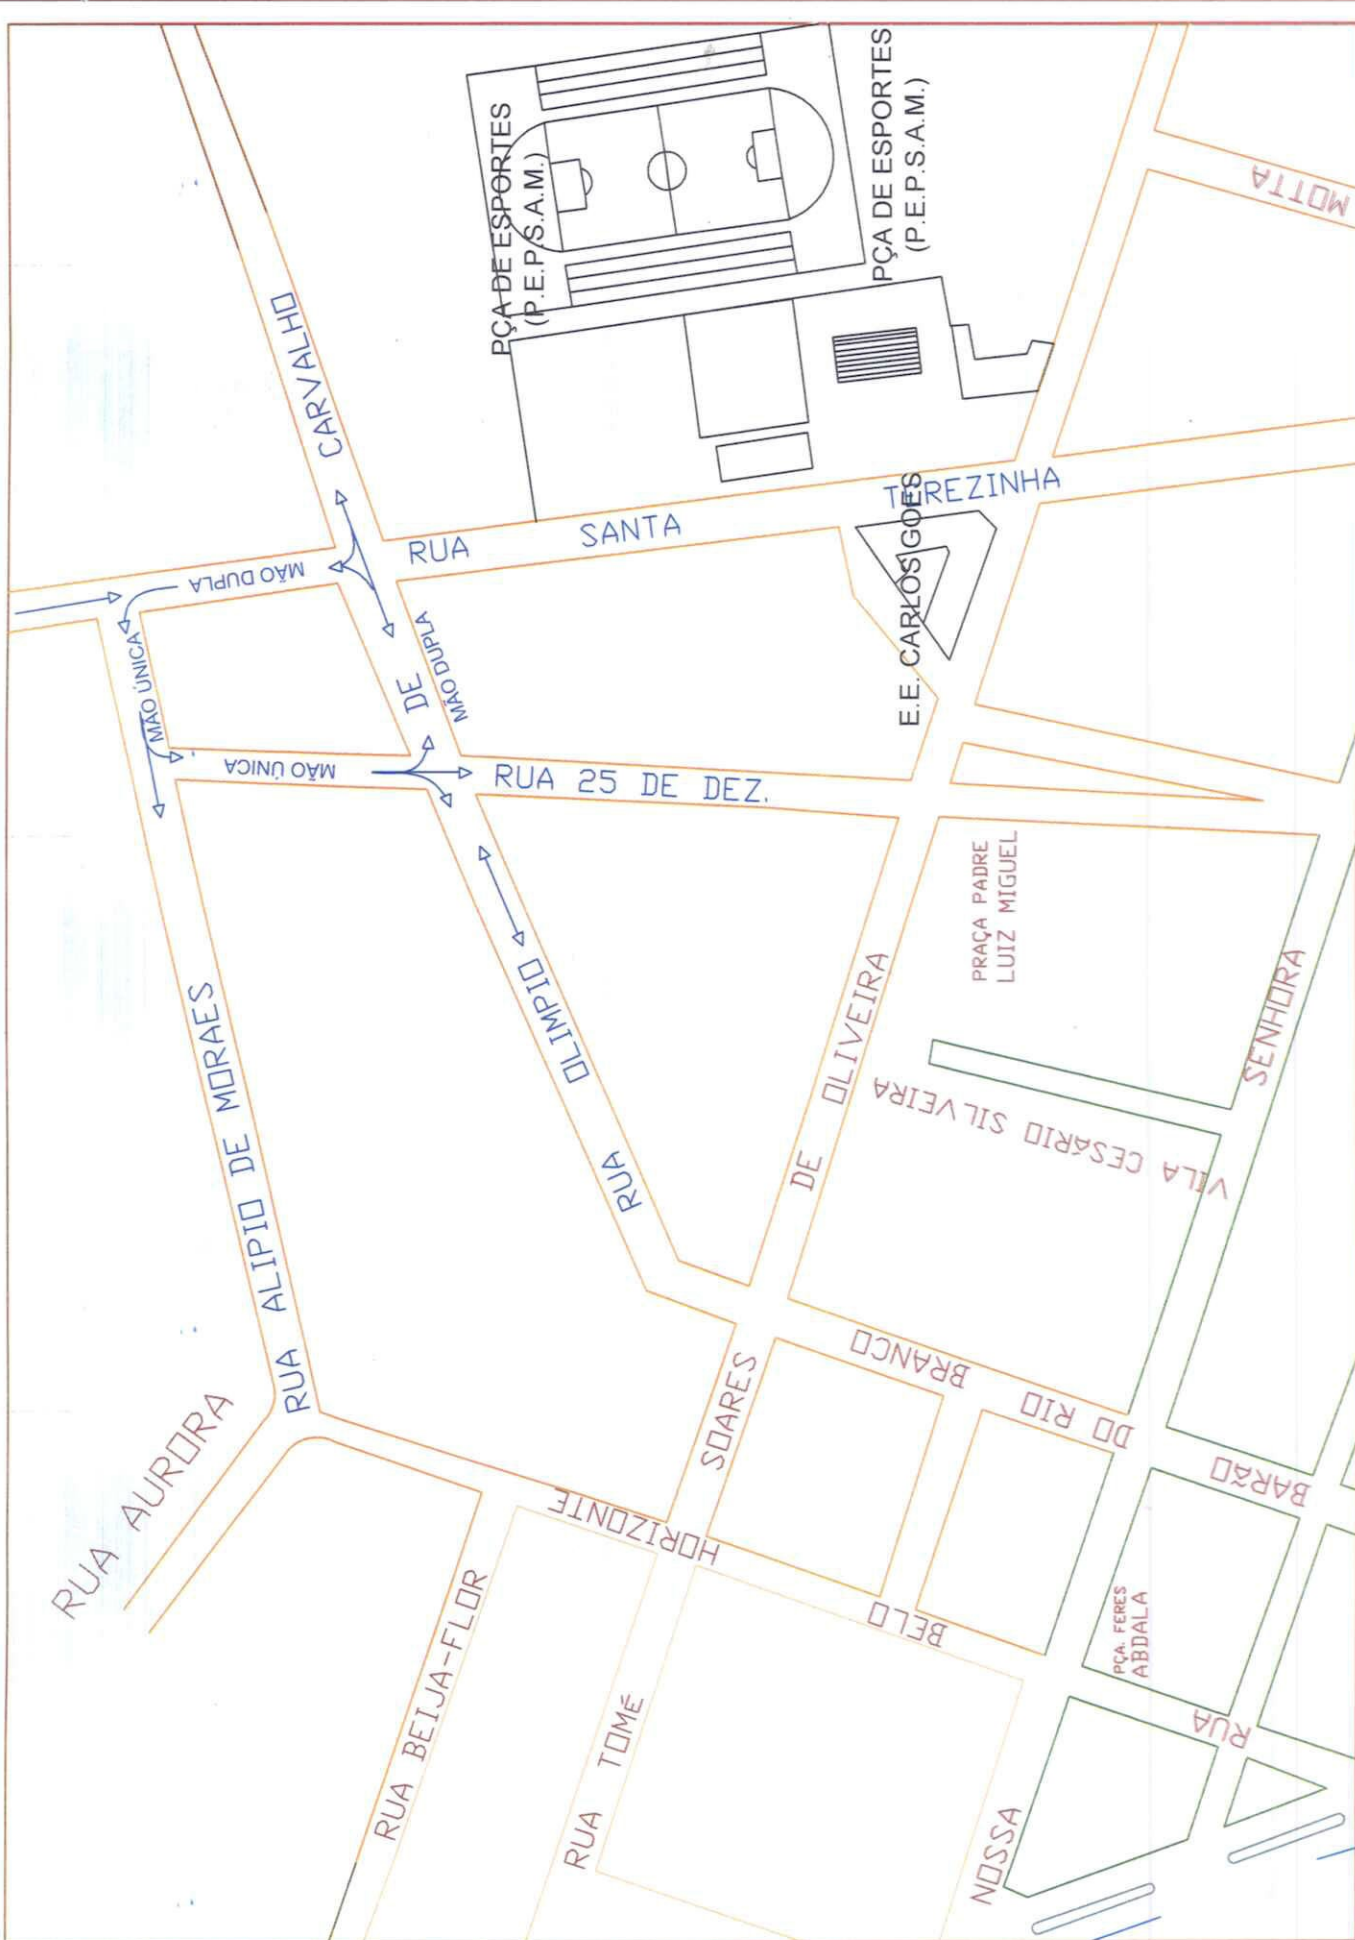 PÇA DE ESPORTES
(P.E.P.S.A.M.)
PÇA DE ESPORTES
(P.E.P.S.A.M.)
MOTTA
RUA OLIMPIO DE CARVALHO
MÃO DUPLA
MÃO DUPLA
MÃO ÚNICA
MÃO ÚNICA
RUA SANTA TEREZINHA
E.E. CARLOS GOES
RUA 25 DE DEZ.
PRAÇA PADRE
LUIZ MIGUEL
RUA ALIPIO DE MORAES
RUA TOMÉ SOARES DE OLIVEIRA
VILA CESÁRIO SILVEIRA
NOSSA SENHORA
BARÃO DO RIO BRANCO
RUA AURORA
RUA BELO HORIZONTE
RUA BEIJA-FLOR
PÇA. FERES
ABDALA